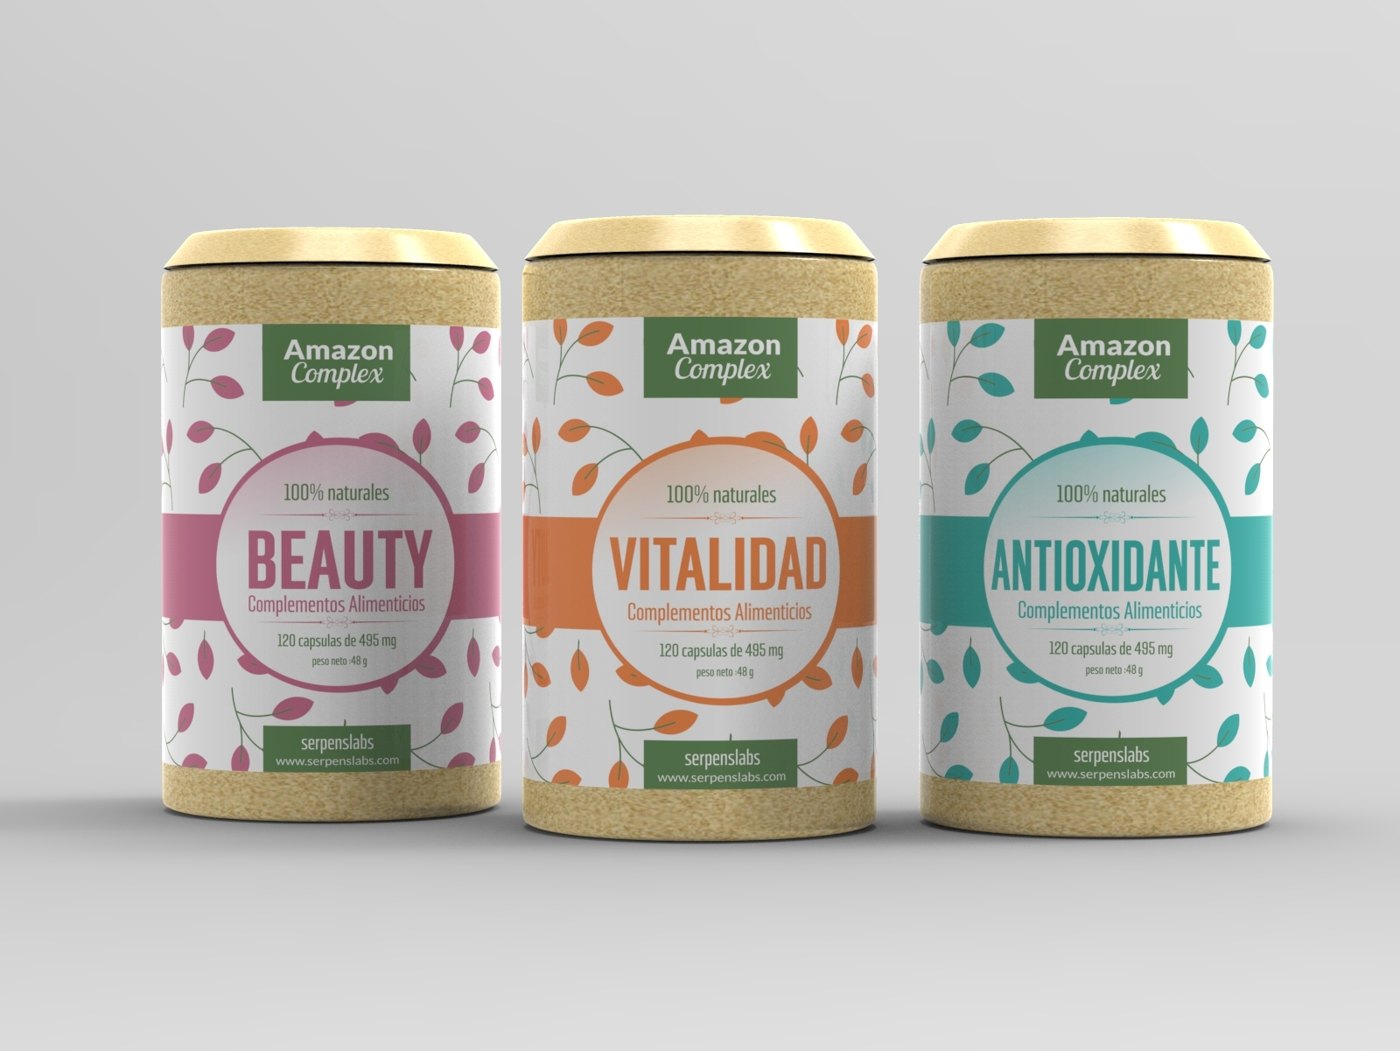 Amazon
Complex
100% naturales
BEAUTY
Complementos Alimenticios
120 capsulas de 495 mg
peso neto :48 g
serpenslabs
www.serpenslabs.com
Amazon
Complex
100% naturales
VITALIDAD
Complementos Alimenticios
120 capsulas de 495 mg
peso neto :48 g
serpenslabs
www.serpenslabs.com
Amazon
Complex
100% naturales
ANTIOXIDANTE
Complementos Alimenticios
120 capsulas de 495 mg
peso neto :48 g
serpenslabs
www.serpenslabs.com